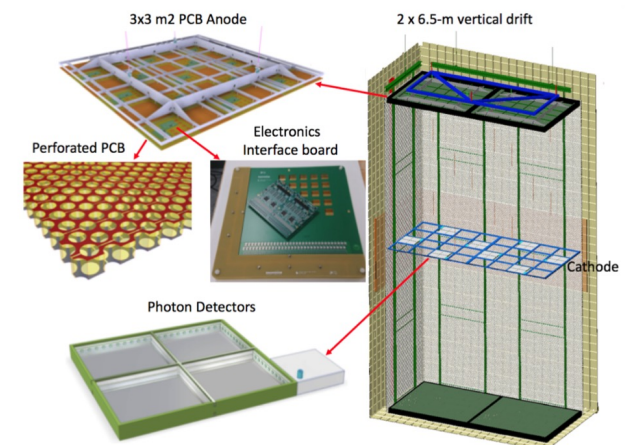 3x3 m2 PCB Anode
2 x 6.5-m vertical drift
Perforated PCB
Electronics
Interface board
Cathode
Photon Detectors